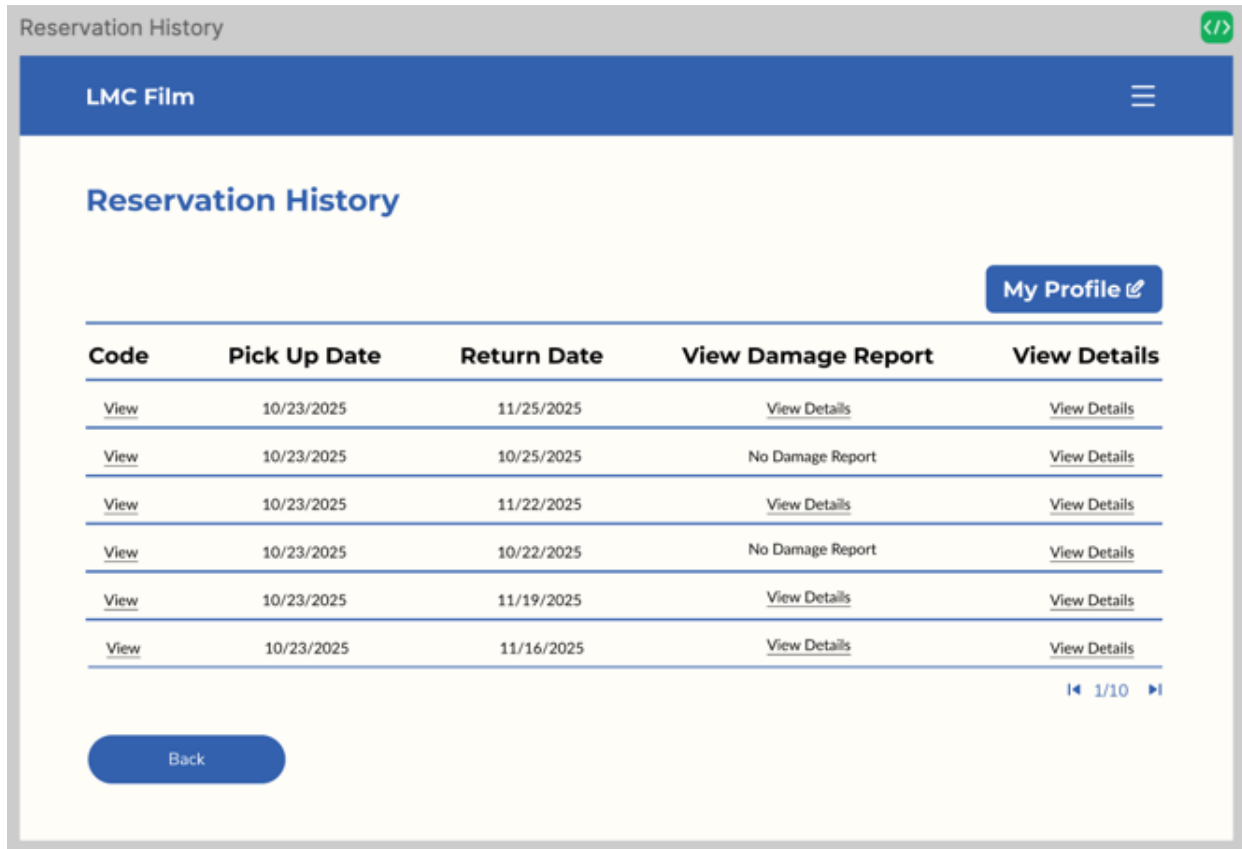 Reservation History
</>
LMC Film
Reservation History
My Profile
Code Pick Up Date Return Date View Damage Report View Details
View 10/23/2025 11/25/2025 View Details View Details
View 10/23/2025 10/25/2025 No Damage Report View Details
View 10/23/2025 11/22/2025 View Details View Details
View 10/23/2025 10/22/2025 No Damage Report View Details
View 10/23/2025 11/19/2025 View Details View Details
View 10/23/2025 11/16/2025 View Details View Details
1/10
Back